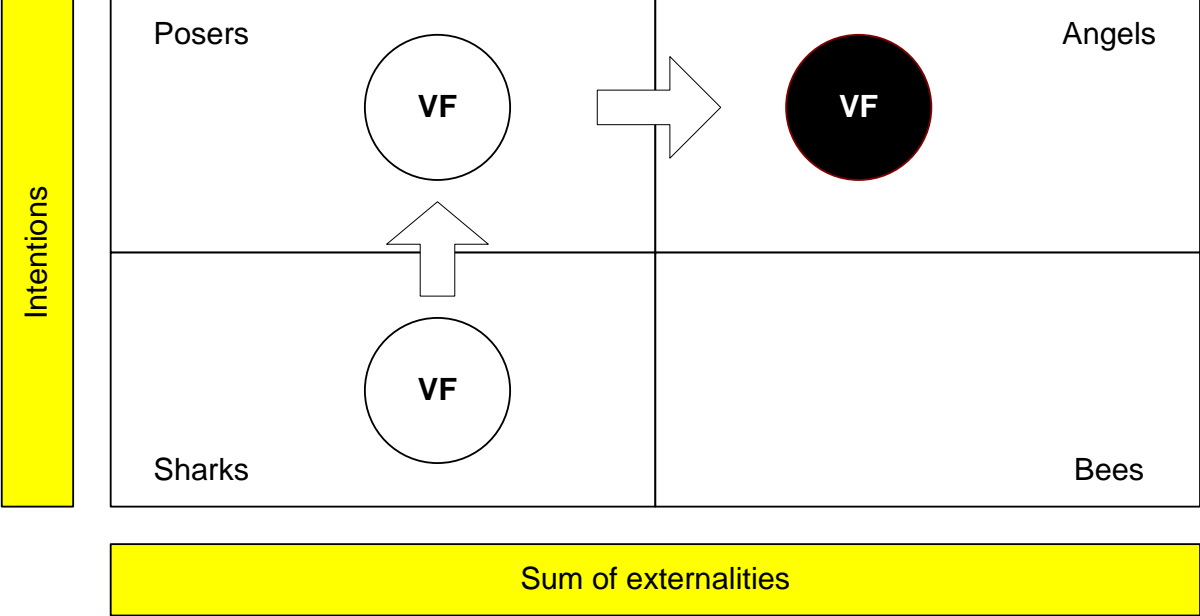 Posers
Angels
VF
VF
Intentions
VF
Sharks
Bees
Sum of externalities